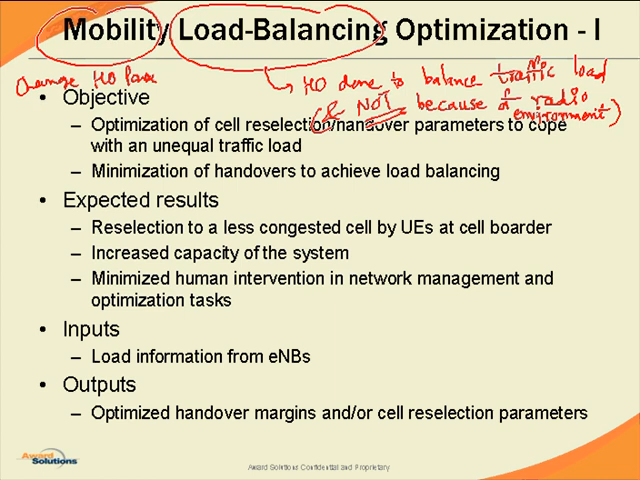 Mobility Load-Balancing Optimization - I
Change HO Para
HO done to balance traffic load
(& NOT because of radio
environment)
• Objective
– Optimization of cell reselection/handover parameters to cope
with an unequal traffic load
– Minimization of handovers to achieve load balancing
• Expected results
– Reselection to a less congested cell by UEs at cell boarder
– Increased capacity of the system
– Minimized human intervention in network management and
optimization tasks
• Inputs
– Load information from eNBs
• Outputs
– Optimized handover margins and/or cell reselection parameters
Award
Solutions
Award Solutions Confidential and Proprietary